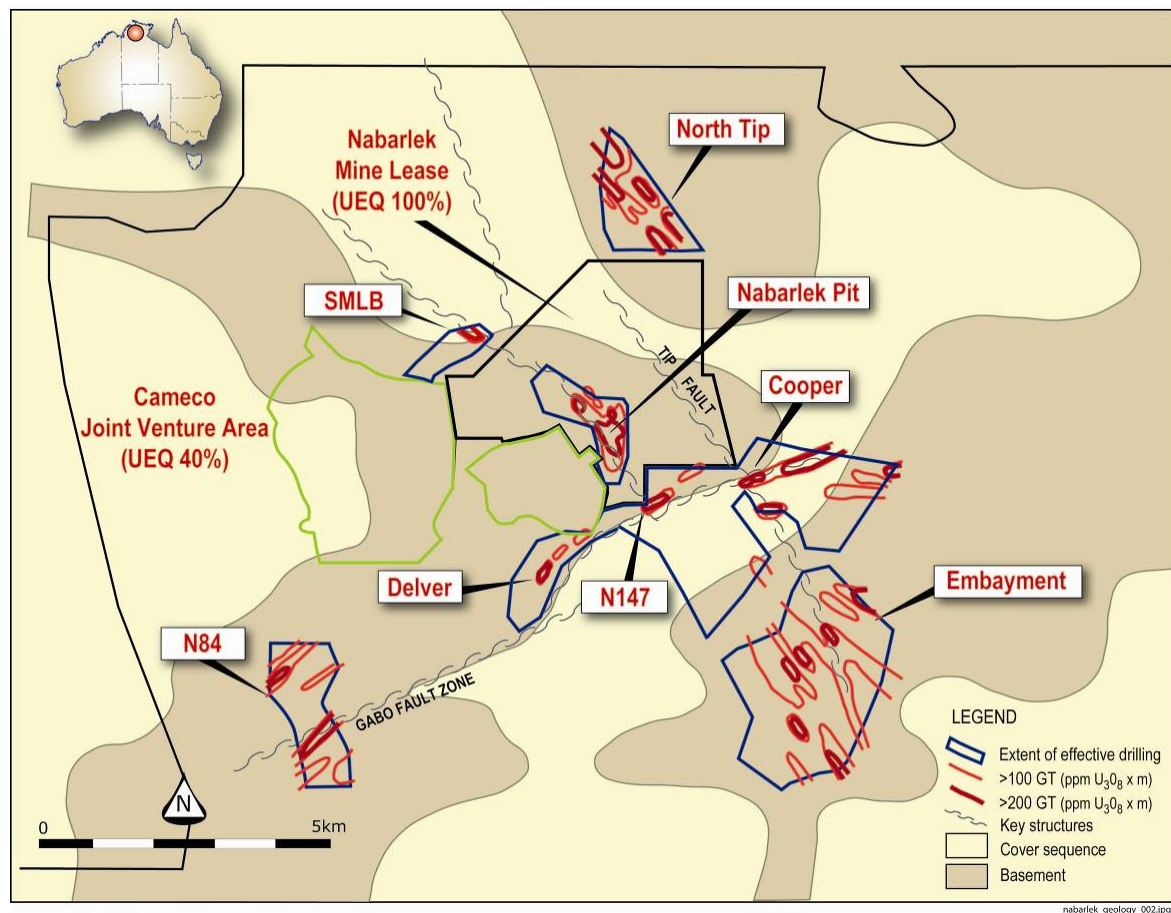 North Tip
Nabarlek
Mine Lease
(UEQ 100%)
Nabarlek Pit
SMLB
TIP FAULT
Cooper
Cameco
Joint Venture Area
(UEQ 40%)
Delver
N147
Embayment
N84
GABO FAULT ZONE
LEGEND
Extent of effective drilling
>100 GT (ppm U₃0₈ x m)
>200 GT (ppm U₃0₈ x m)
Key structures
Cover sequence
Basement
N
0 5km
nabarlek_geology_002.jpg